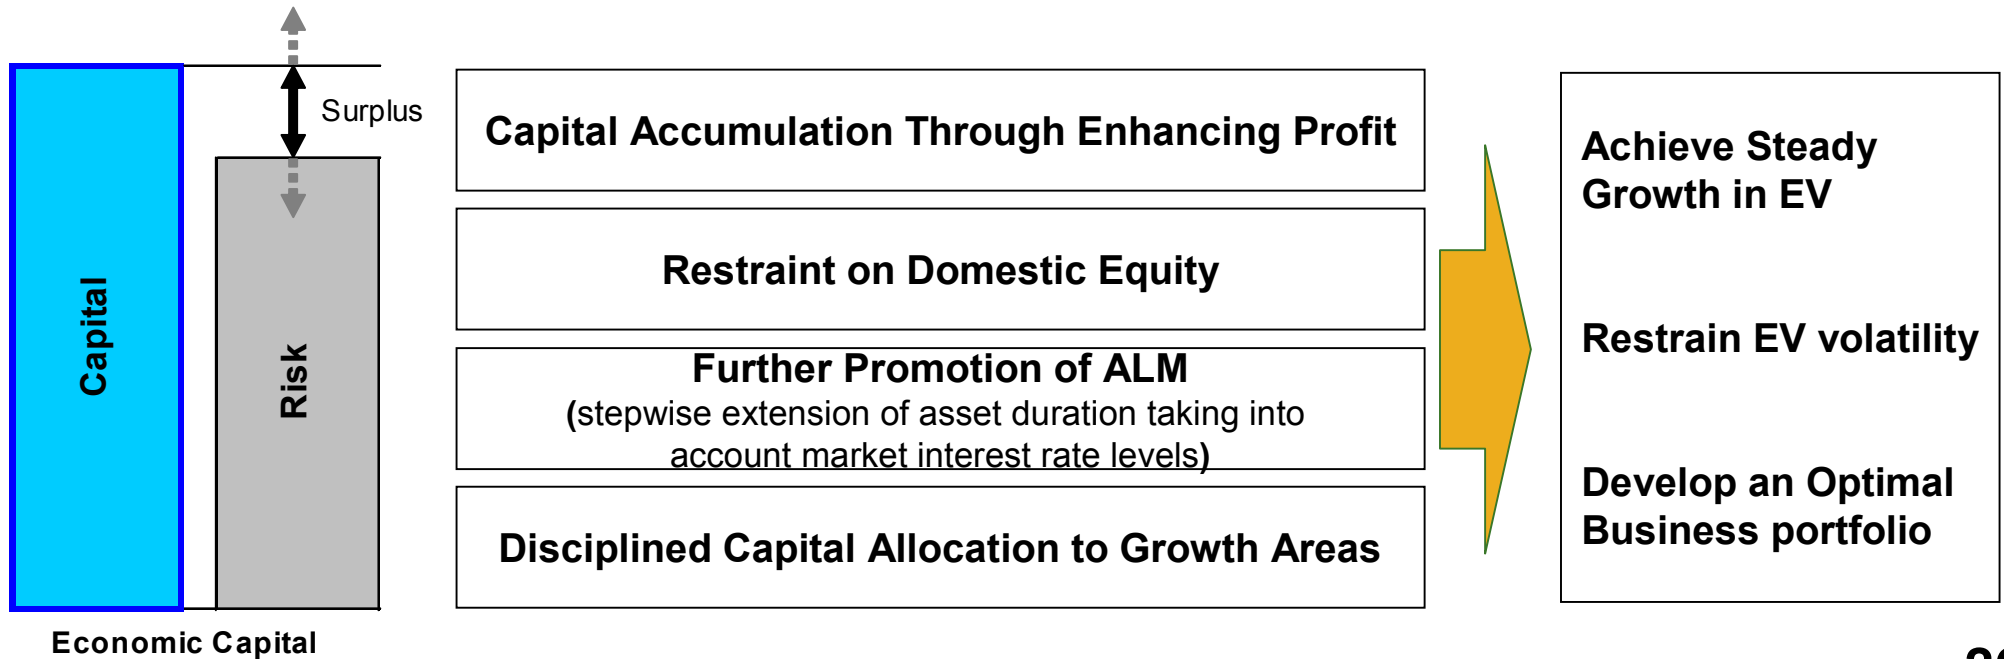 Surplus
Capital
Risk
Economic Capital
Capital Accumulation Through Enhancing Profit
Restraint on Domestic Equity
Further Promotion of ALM
(stepwise extension of asset duration taking into
account market interest rate levels)
Disciplined Capital Allocation to Growth Areas
Achieve Steady
Growth in EV
Restrain EV volatility
Develop an Optimal
Business portfolio